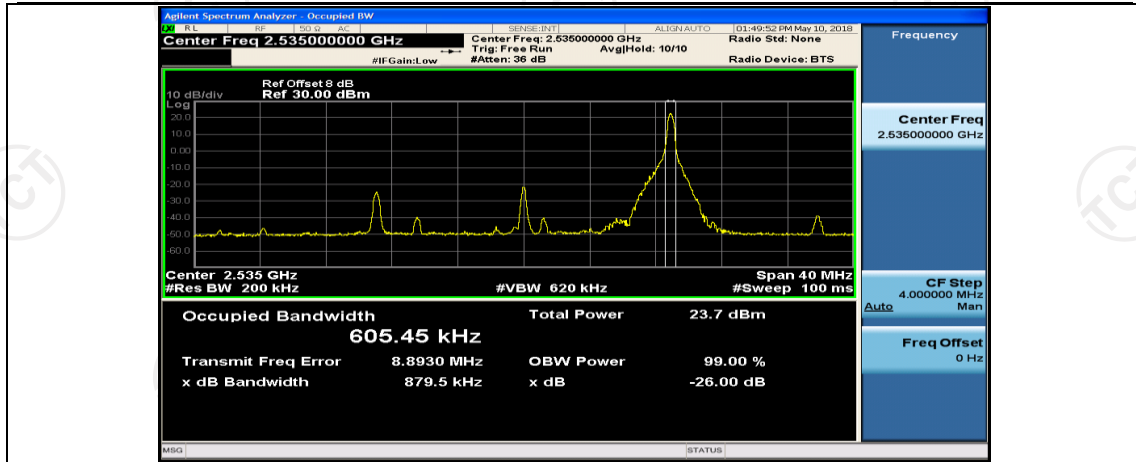 Agilent Spectrum Analyzer - Occupied BW
LXI RL RF 50 Ω AC SENSE:INT ALIGN AUTO 01:49:52 PM May 10, 2018
Center Freq 2.535000000 GHz
Center Freq: 2.535000000 GHz
Radio Std: None
Trig: Free Run Avg|Hold: 10/10
#IFGain:Low #Atten: 36 dB Radio Device: BTS
Ref Offset 8 dB
10 dB/div Ref 30.00 dBm
Log
20.0
10.0
0.00
-10.0
-20.0
-30.0
-40.0
-50.0
-60.0
Center 2.535 GHz Span 40 MHz
#Res BW 200 kHz #VBW 620 kHz #Sweep 100 ms
Occupied Bandwidth Total Power 23.7 dBm
605.45 kHz
Transmit Freq Error 8.8930 MHz OBW Power 99.00 %
x dB Bandwidth 879.5 kHz x dB -26.00 dB
MSG STATUS
Frequency
Center Freq
2.535000000 GHz
CF Step
4.000000 MHz
Auto Man
Freq Offset
0 Hz
TCT
TCT